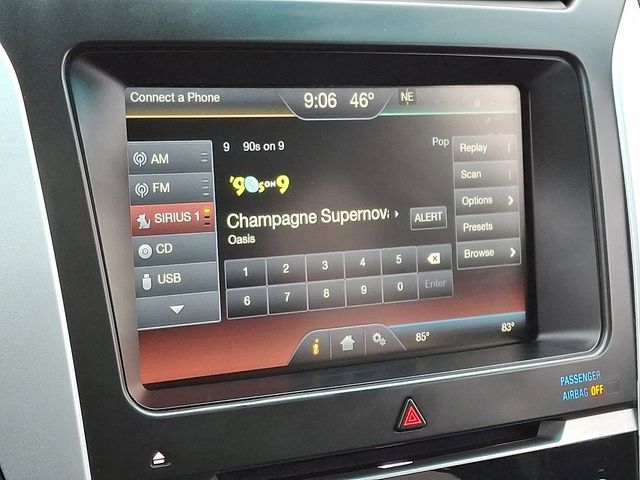 Connect a Phone
9:06 46° NE
AM
FM
SIRIUS 1
CD
USB
9 90s on 9
Pop
'90s on 9
Champagne Supernov
ALERT
Oasis
1 2 3 4 5
6 7 8 9 0 Enter
Replay
Scan
Options
Presets
Browse
i
85°
83°
PASSENGER
AIRBAG OFF